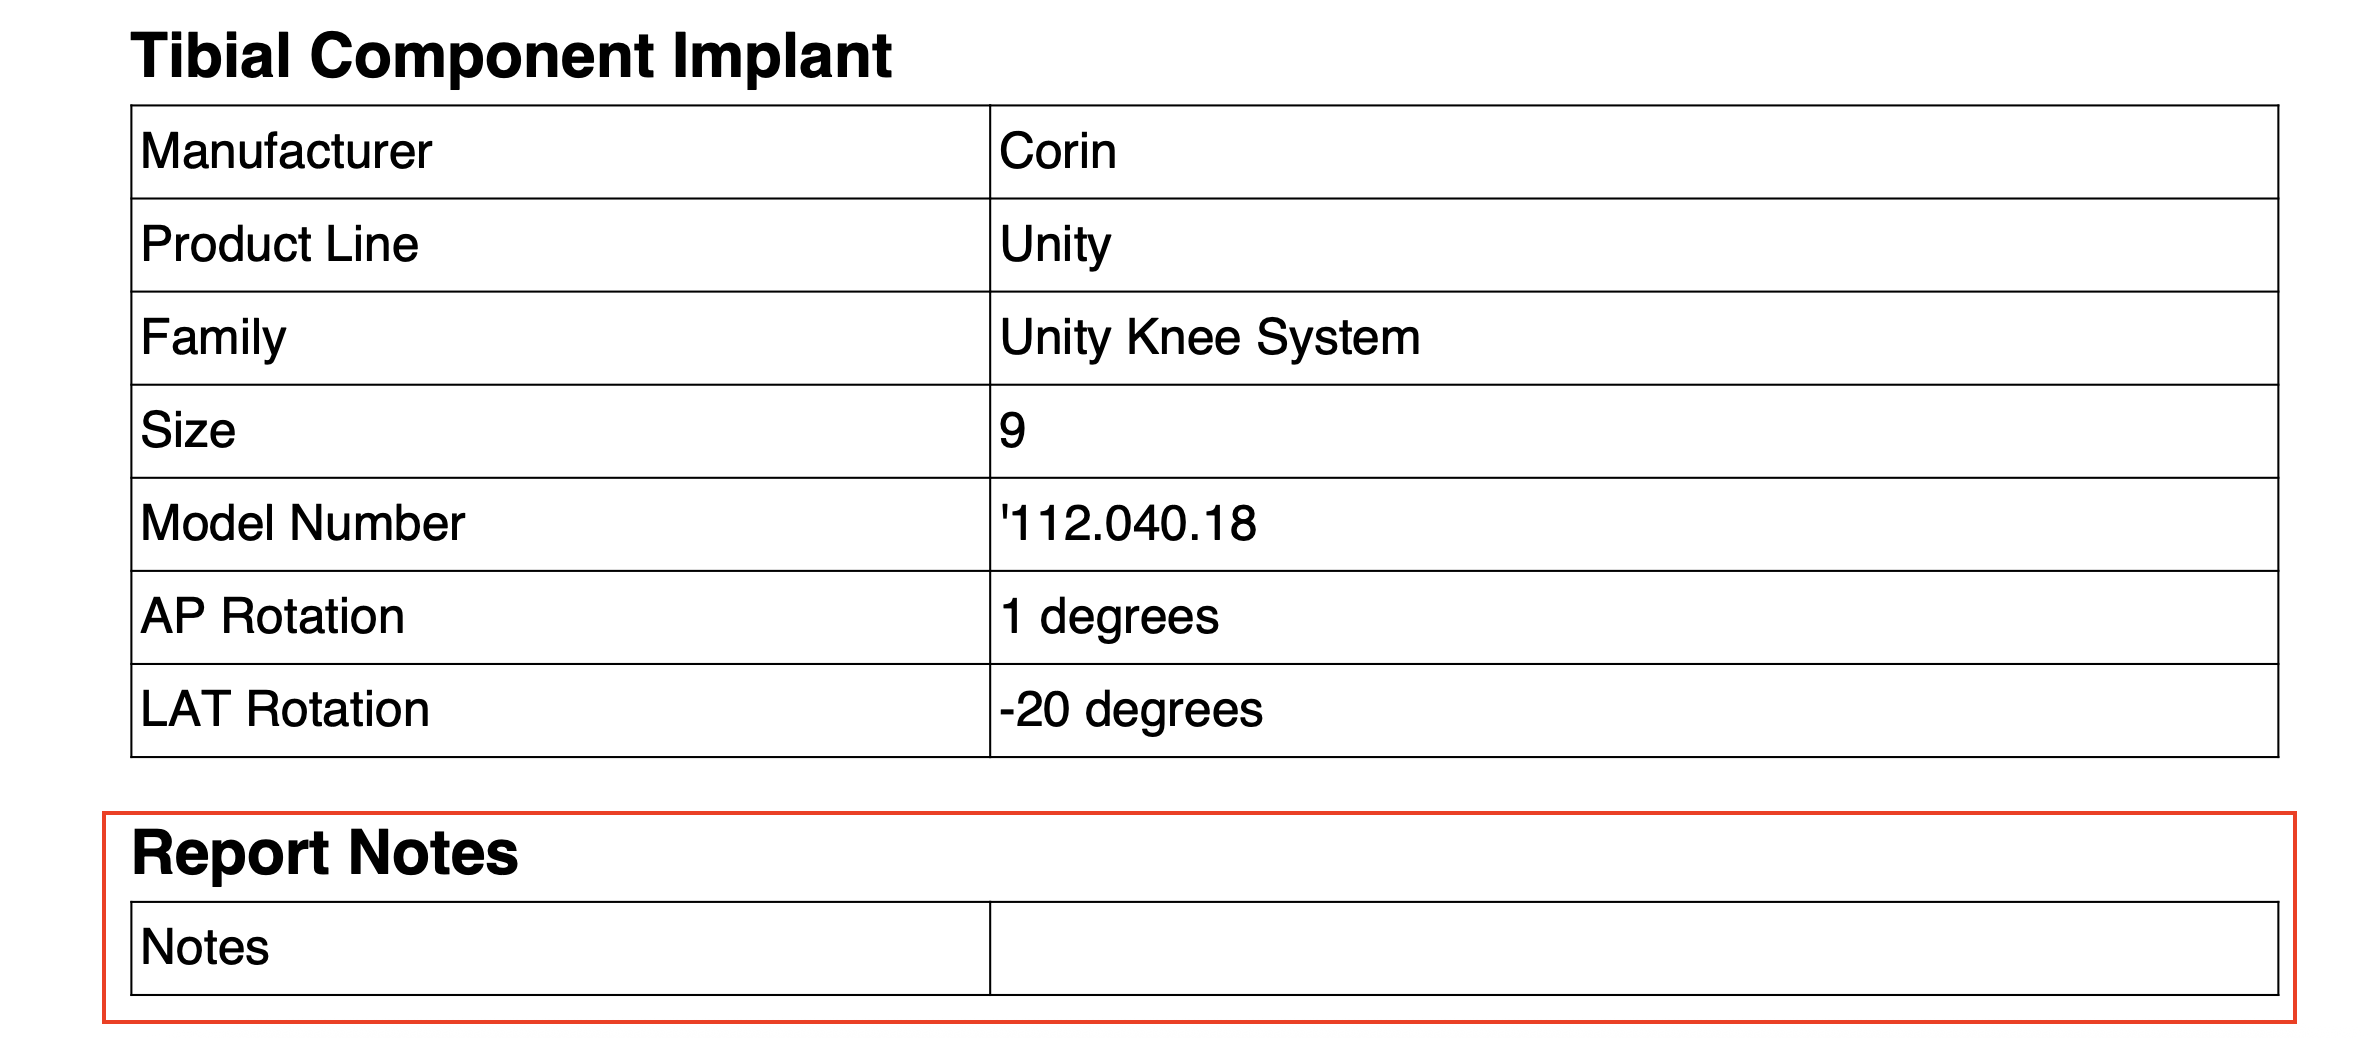 Tibial Component Implant
Manufacturer Corin
Product Line Unity
Family Unity Knee System
Size 9
Model Number '112.040.18
AP Rotation 1 degrees
LAT Rotation -20 degrees
Report Notes
Notes